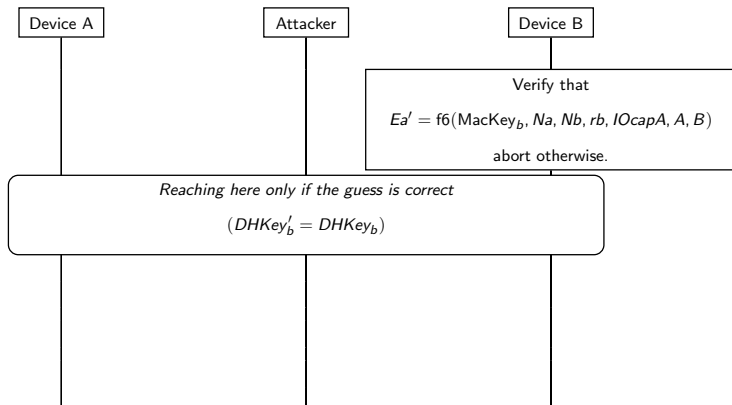 Device A
Attacker
Device B
Verify that
Ea′ = f6(MacKey_b, Na, Nb, rb, IOcapA, A, B)
abort otherwise.
Reaching here only if the guess is correct
(DHKey′_b = DHKey_b)